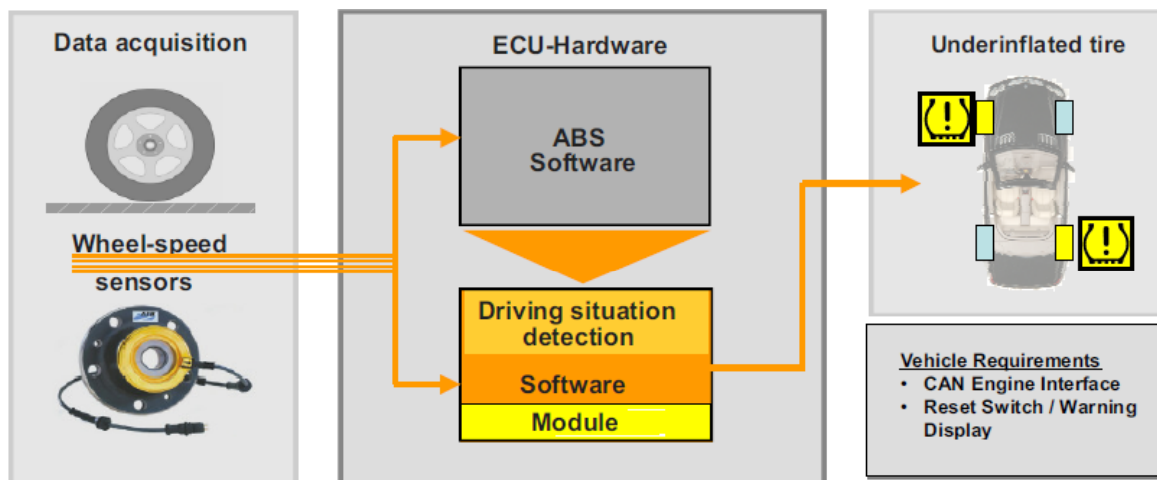 Data acquisition
Wheel-speed
sensors
ECU-Hardware
ABS
Software
Driving situation
detection
Software
Module
Underinflated tire
!
!
Vehicle Requirements
• CAN Engine Interface
• Reset Switch / Warning
Display